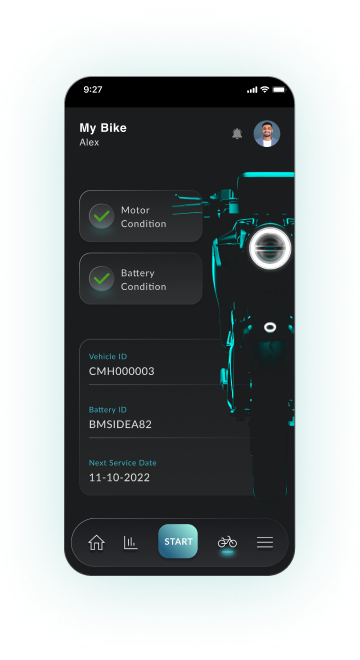 9:27
My Bike
Alex
Motor
Condition
Battery
Condition
Vehicle ID
CMH000003
Battery ID
BMSIDEA82
Next Service Date
11-10-2022
START